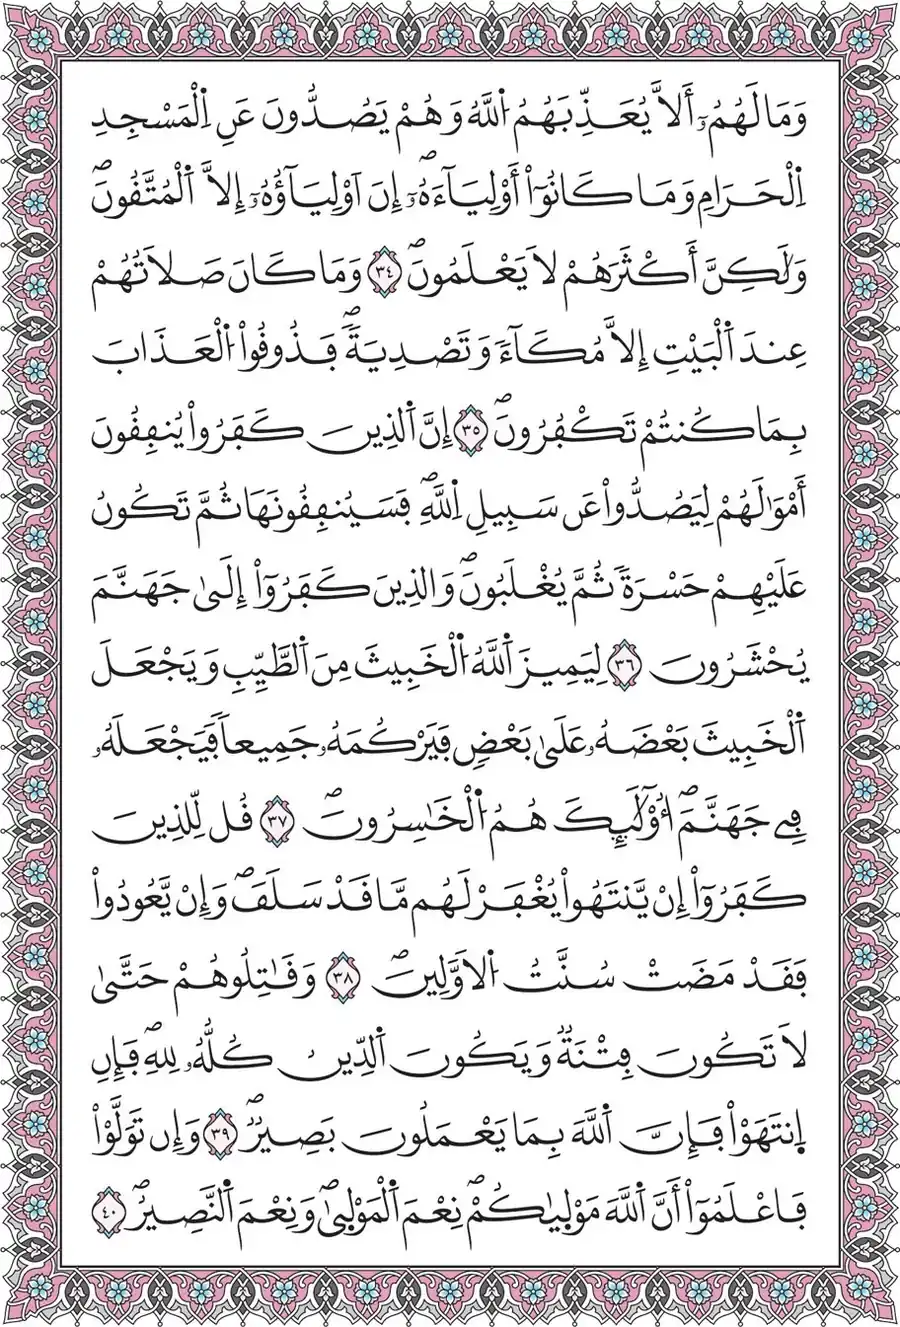 وَمَا لَهُمُۥٓ أَلَّا يُعَذِّبَهُمُ اُ۬للَّهُ وَهُمْ يَصُدُّونَ عَنِ اِ۬لْمَسْجِدِ
اِ۬لْحَرَامِ وَمَا كَانُوٓاْ أَوْلِيَآءَهُۥٓۖ إِنَ اَوْلِيَآؤُهُۥٓ إِلَّا اَ۬لْمُتَّقُونَۖ
وَلَٰكِنَّ أَكْثَرَهُمْ لَا يَعْلَمُونَۖ ٣٤ وَمَا كَانَ صَلَاتُهُمْ
عِندَ اَ۬لْبَيْتِ إِلَّا مُكَآءٗ وَتَصْدِيَةٗۖ فَذُوقُواْ اُ۬لْعَذَابَ
بِمَا كُنتُمْ تَكْفُرُونَۖ ٣٥ إِنَّ اَ۬لذِينَ كَفَرُواْ يُنفِقُونَ
أَمْوَٰلَهُمْ لِيَصُدُّواْ عَن سَبِيلِ اِ۬للَّهِۖ فَسَيُنفِقُونَهَا ثُمَّ تَكُونُ
عَلَيْهِمْ حَسْرَةٗ ثُمَّ يُغْلَبُونَۖ وَالذِينَ كَفَرُوٓاْ إِلَىٰ جَهَنَّمَ
يُحْشَرُونَ ٣٦ لِيَمِيزَ اَ۬للَّهُ اُ۬لْخَبِيثَ مِنَ اَ۬لطَّيِّبِ وَيَجْعَلَ
اَ۬لْخَبِيثَ بَعْضَهُۥ عَلَىٰ بَعْضٖ فَيَرْكُمَهُۥ جَمِيعاٗ فَيَجْعَلَهُۥ
فِے جَهَنَّمَۖ أُوْلَٰٓئِكَ هُمُ اُ۬لْخَٰسِرُونَۖ ٣٧ قُل لِّلذِينَ
كَفَرُوٓاْ إِنْ يَّنتَهُواْ يُغْفَرْ لَهُم مَّا قَدْ سَلَفَۖ وَإِنْ يَّعُودُواْ
فَقَدْ مَضَتْ سُنَّتُ اُ۬لَاوَّلِينَۖ ٣٨ وَقَٰتِلُوهُمْ حَتَّىٰ
لَا تَكُونَ فِتْنَةٞ وَيَكُونَ اَ۬لدِّينُ كُلُّهُۥ لِلهِۖ فَإِنِ
اِ۪نتَهَوْاْ فَإِنَّ اَ۬للَّهَ بِمَا يَعْمَلُونَ بَصِيرٞۖ ٣٩ وَإِن تَوَلَّوْاْ
فَاعْلَمُوٓاْ أَنَّ اَ۬للَّهَ مَوْلۭىٰكُمْۖ نِعْمَ اَ۬لْمَوْلۭىٰۖ وَنِعْمَ اَ۬لنَّصِيرُۖ ٤٠